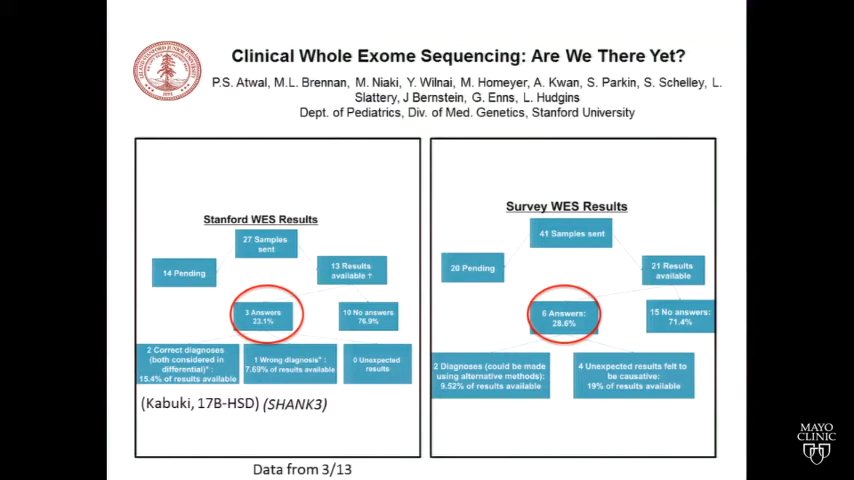 Clinical Whole Exome Sequencing: Are We There Yet?
P.S. Atwal, M.L. Brennan, M. Niaki, Y. Wilnai, M. Homeyer, A. Kwan, S. Parkin, S. Schelley, L.
Slattery, J Bernstein, G. Enns, L. Hudgins
Dept. of Pediatrics, Div. of Med. Genetics, Stanford University
Stanford WES Results
27 Samples
sent
14 Pending
13 Results
available †
3 Answers
23.1%
10 No answers
76.9%
2 Correct diagnoses
(both considered in
differential)* :
15.4% of results available
1 Wrong diagnosis* :
7.69% of results available
0 Unexpected
results
(Kabuki, 17B-HSD) (SHANK3)
Survey WES Results
41 Samples sent
20 Pending
21 Results
available
6 Answers:
28.6%
15 No answers:
71.4%
2 Diagnoses (could be made
using alternative methods):
9.52% of results available
4 Unexpected results felt to
be causative:
19% of results available
Data from 3/13
MAYO
CLINIC